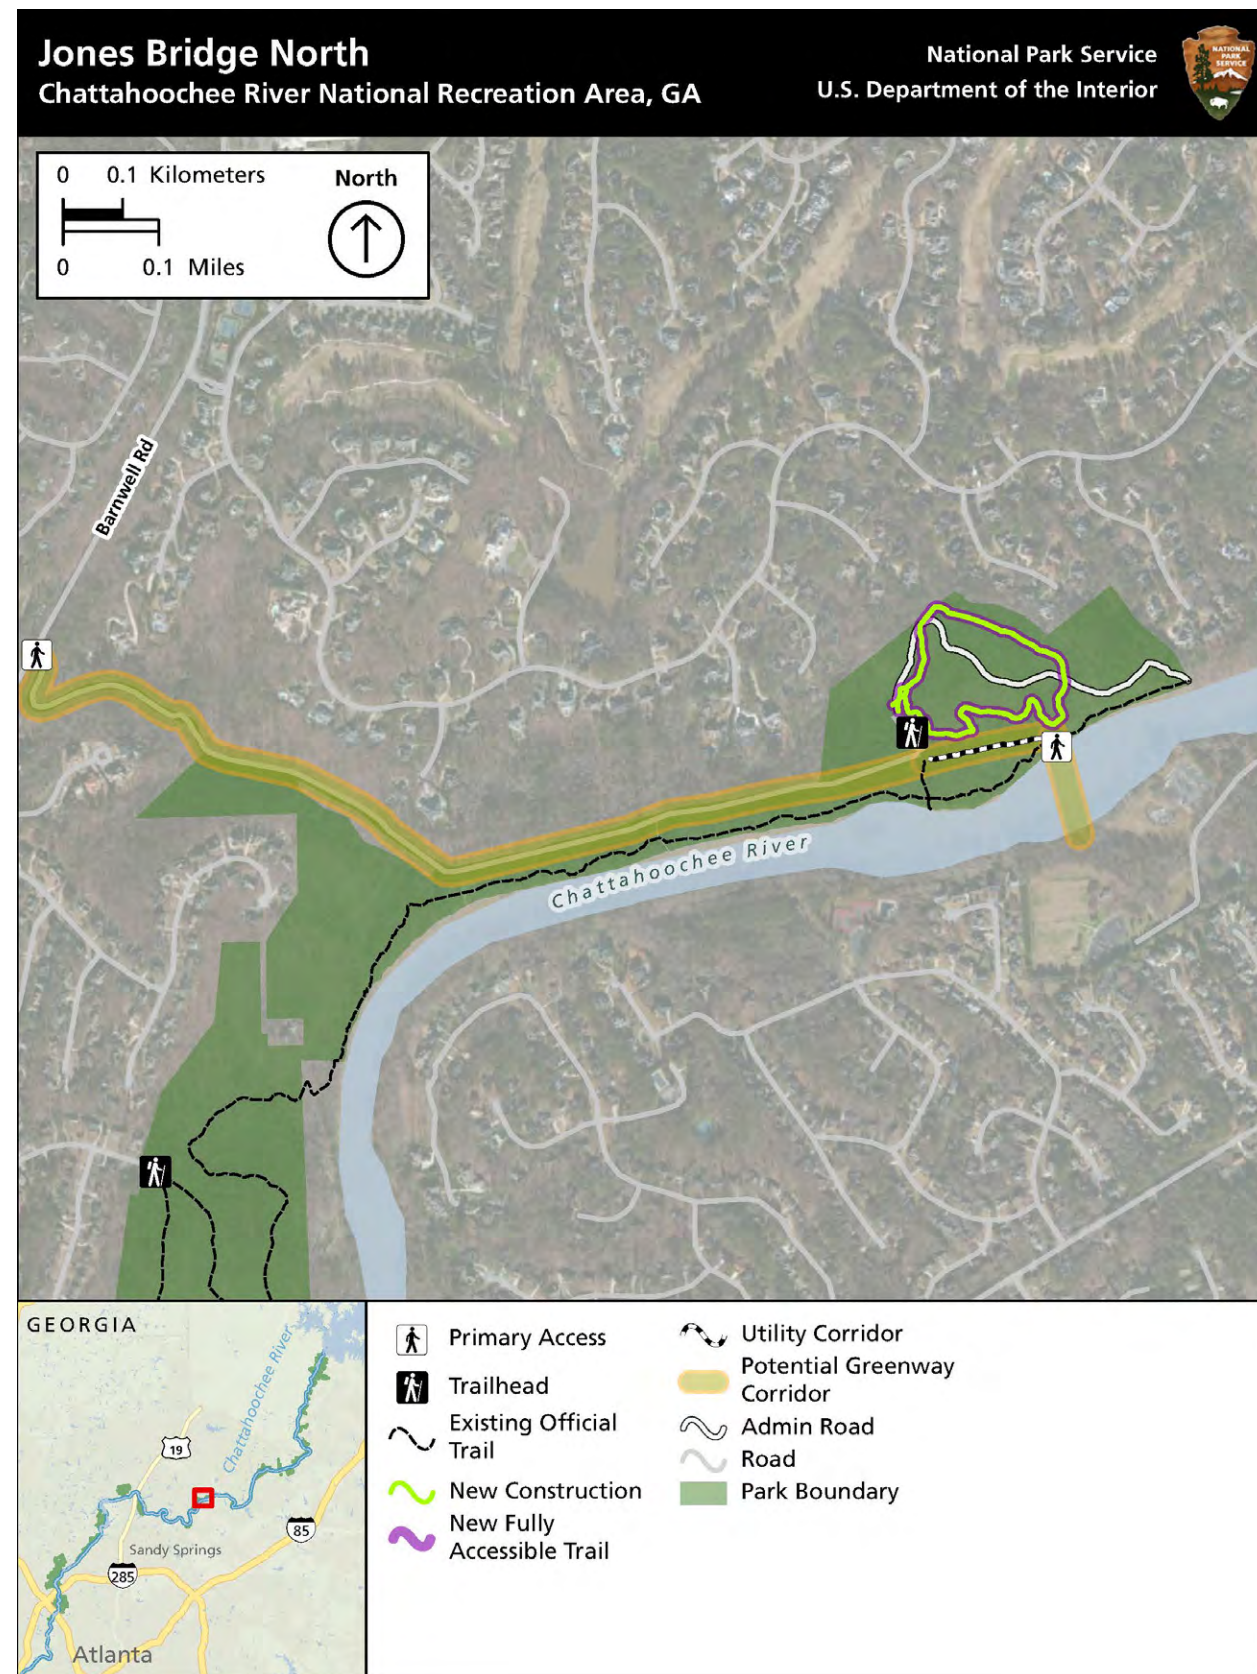 Jones Bridge North
Chattahoochee River National Recreation Area, GA
National Park Service
U.S. Department of the Interior
NATIONAL
PARK
SERVICE
0 0.1 Kilometers
0 0.1 Miles
North
Barnwell Rd
Chattahoochee River
GEORGIA
Chattahoochee River
19
Sandy Springs
85
285
Atlanta
Primary Access
Trailhead
Existing Official
Trail
New Construction
New Fully
Accessible Trail
Utility Corridor
Potential Greenway
Corridor
Admin Road
Road
Park Boundary